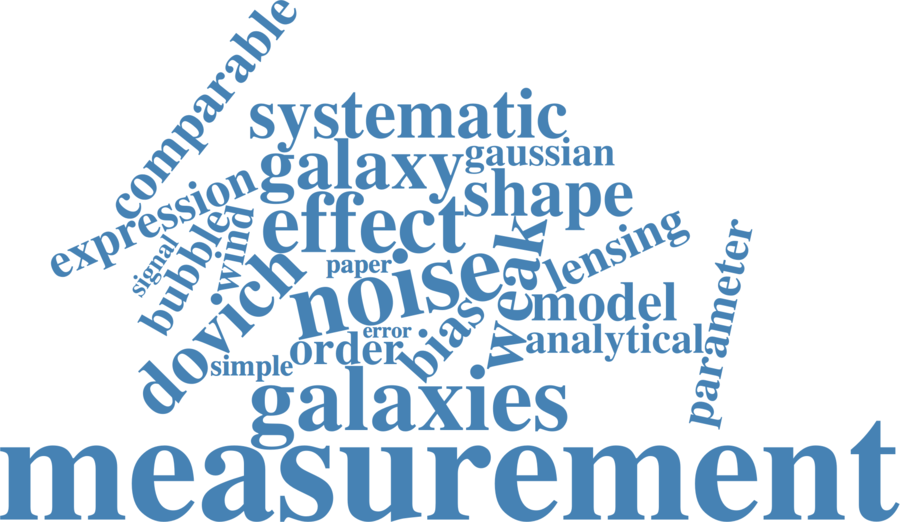 comparable
systematic
galaxy
gaussian
expression
shape
effect
wind
signal
bubble
lensing
weak
paper
noise
dovich
parameter
model
error
bias
analytical
order
simple
galaxies
measurement